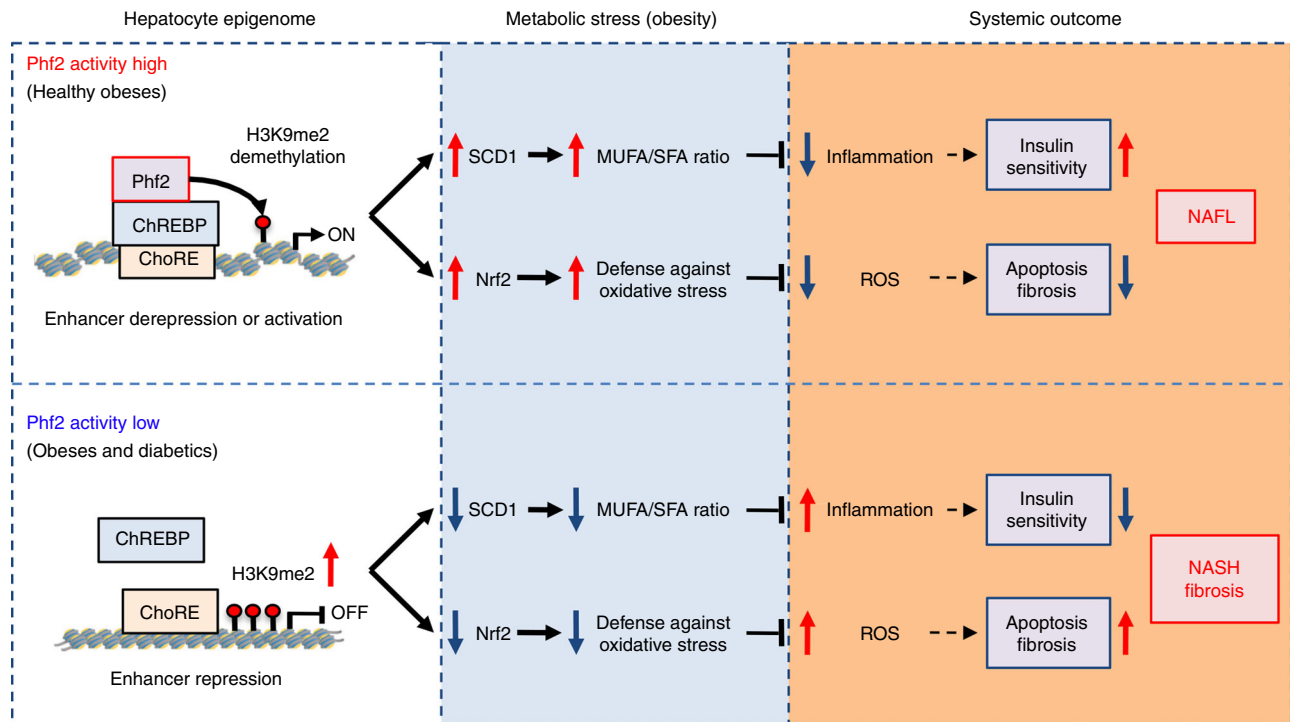 Hepatocyte epigenome
Metabolic stress (obesity)
Systemic outcome
Phf2 activity high
(Healthy obeses)
H3K9me2
demethylation
Phf2
ChREBP
ChoRE
ON
Enhancer derepression or activation
SCD1
MUFA/SFA ratio
Inflammation
Insulin
sensitivity
NAFL
Nrf2
Defense against
oxidative stress
ROS
Apoptosis
fibrosis
Phf2 activity low
(Obeses and diabetics)
ChREBP
H3K9me2
ChoRE
OFF
Enhancer repression
SCD1
MUFA/SFA ratio
Inflammation
Insulin
sensitivity
NASH
fibrosis
Nrf2
Defense against
oxidative stress
ROS
Apoptosis
fibrosis